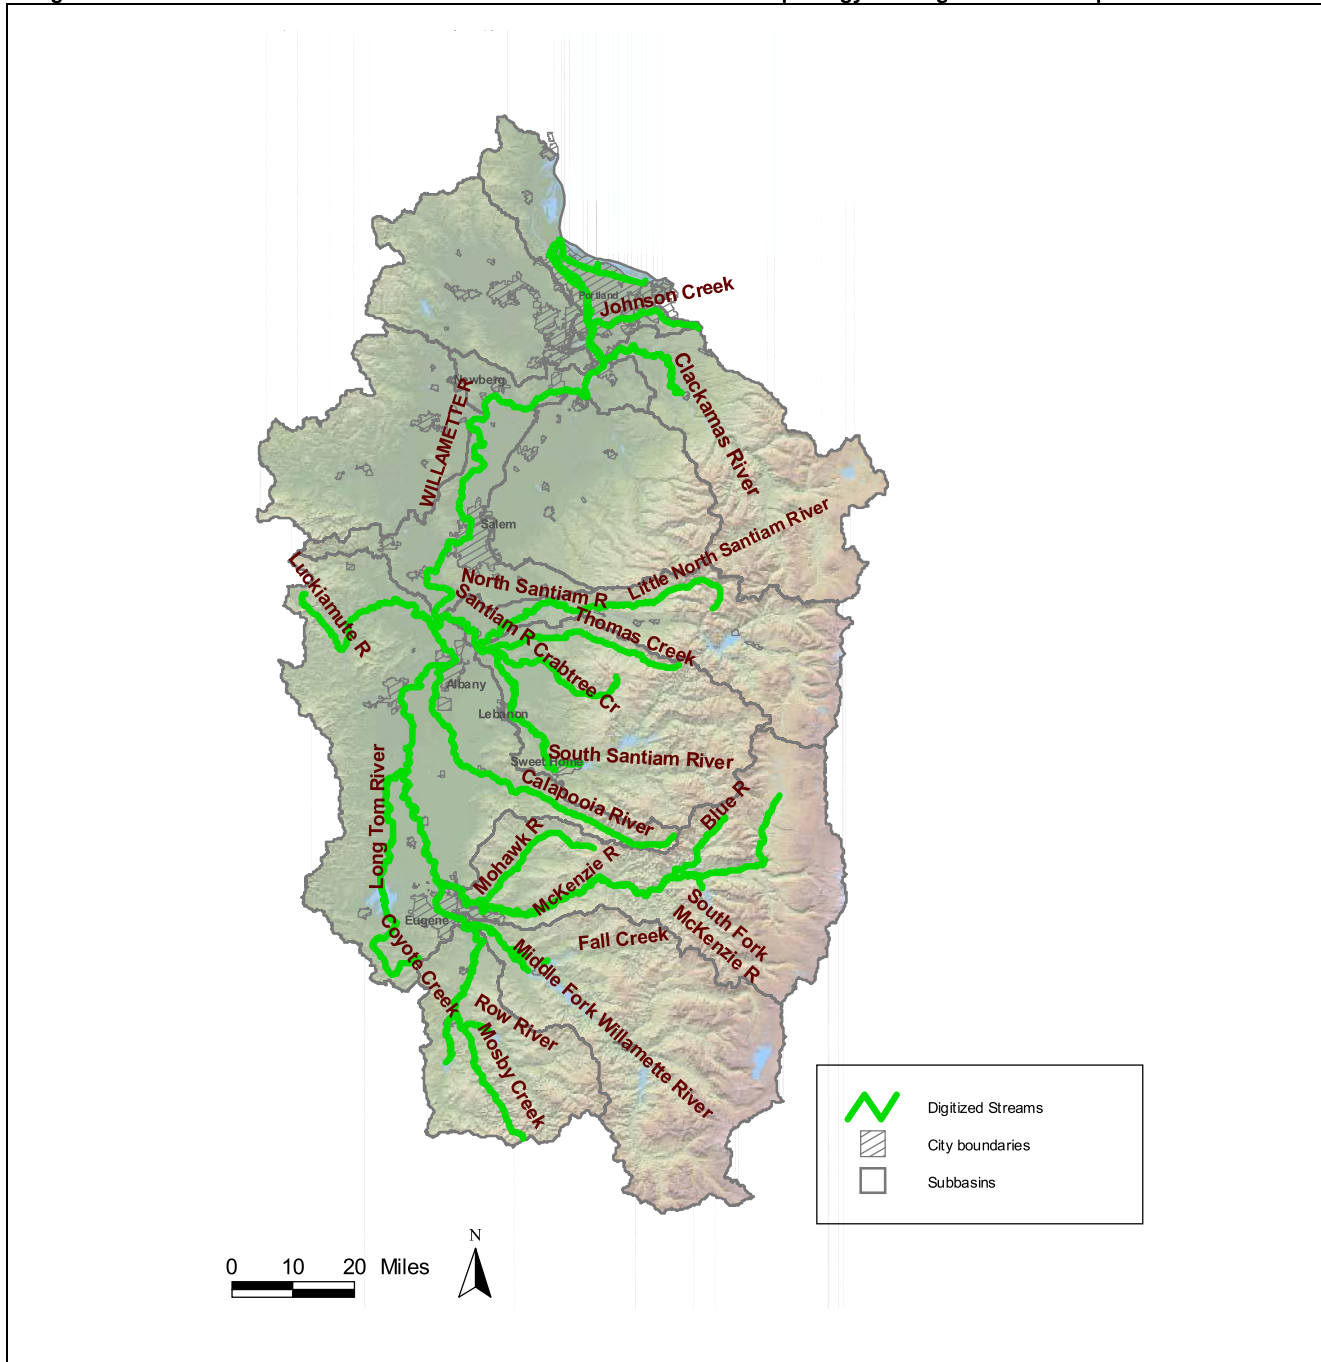 Portland
Johnson Creek
Newberg
WILLAMETTE R
Clackamas River
Salem
Little North Santiam River
North Santiam R
Luckiamute R
Santiam R
Thomas Creek
Crabtree Cr
Albany
Lebanon
South Santiam River
Sweet Home
Long Tom River
Calapooia River
Blue R
Mohawk R
McKenzie R
South Fork
McKenzie R
Eugene
Coyote Creek
Fall Creek
Middle Fork Willamette River
Row River
Mosby Creek
Digitized Streams
City boundaries
Subbasins
N
0 10 20 Miles